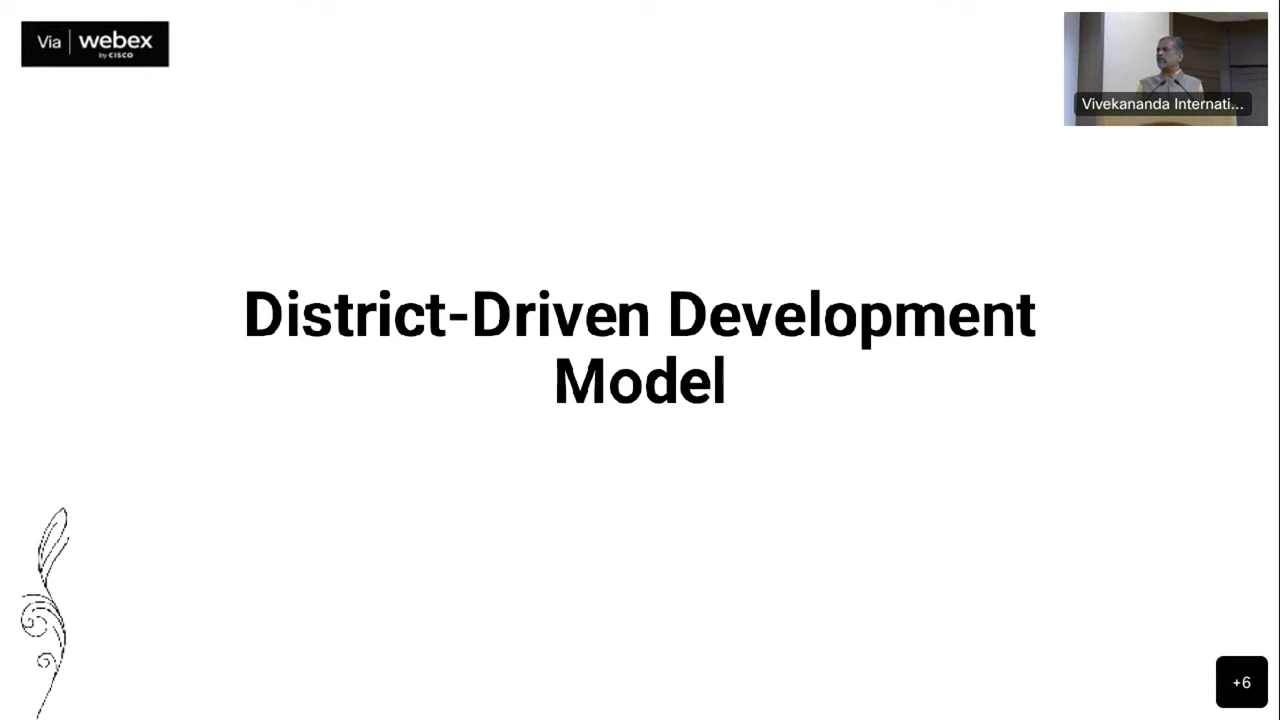 Via webex
by CISCO
Vivekananda Internati...
District-Driven Development
Model
+6